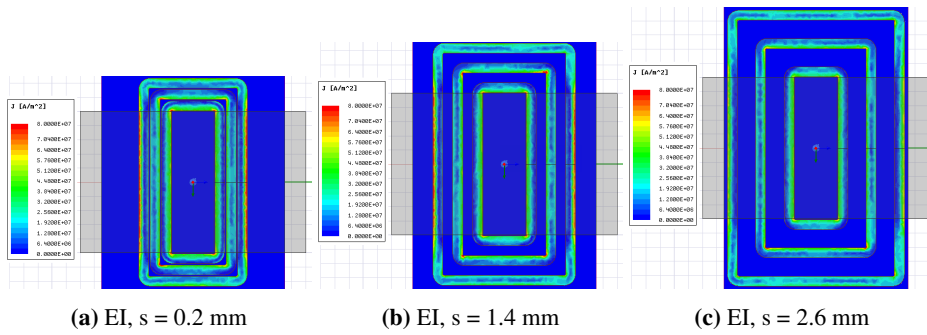 J [A/m^2]
8.0000E+07
7.0400E+07
6.4000E+07
5.7600E+07
5.1200E+07
4.4800E+07
3.8400E+07
3.2000E+07
2.5600E+07
1.9200E+07
1.2800E+07
6.4000E+06
0.0000E+00
J [A/m^2]
8.0000E+07
7.0400E+07
6.4000E+07
5.7600E+07
5.1200E+07
4.4800E+07
3.8400E+07
3.2000E+07
2.5600E+07
1.9200E+07
1.2800E+07
6.4000E+06
0.0000E+00
J [A/m^2]
8.0000E+07
7.0400E+07
6.4000E+07
5.7600E+07
5.1200E+07
4.4800E+07
3.8400E+07
3.2000E+07
2.5600E+07
1.9200E+07
1.2800E+07
6.4000E+06
0.0000E+00
(a) EI, s = 0.2 mm
(b) EI, s = 1.4 mm
(c) EI, s = 2.6 mm